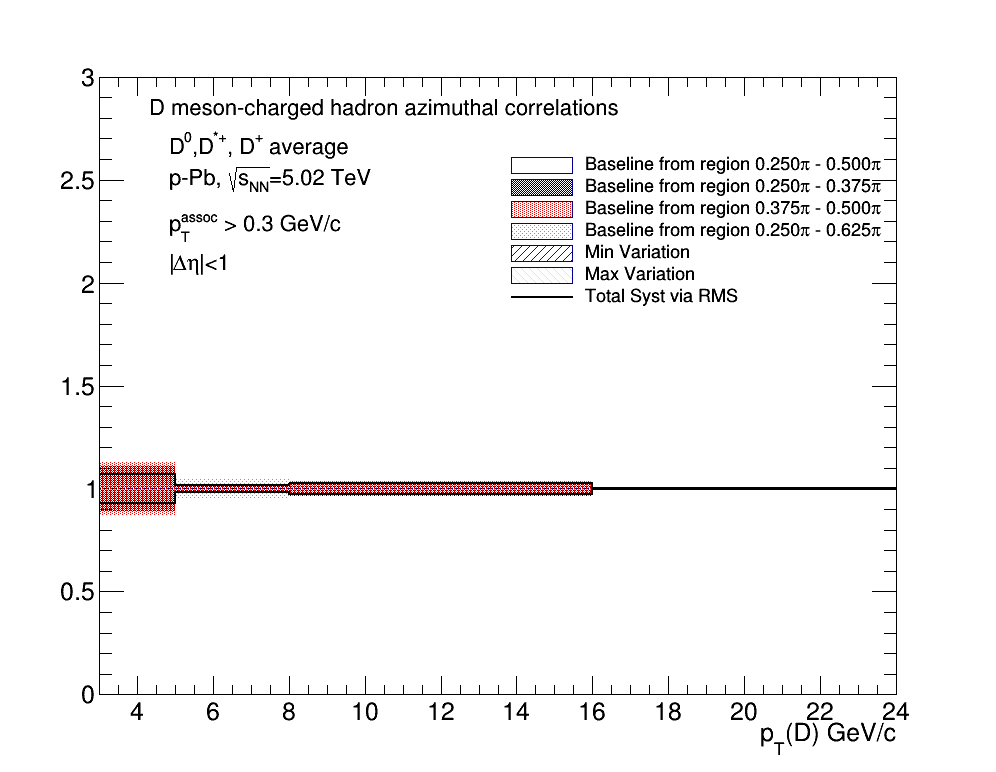 D meson-charged hadron azimuthal correlations
D⁰,D*⁺, D⁺ average
p-Pb, √s_NN=5.02 TeV
p_T^assoc > 0.3 GeV/c
|Δη|<1
Baseline from region 0.250π - 0.500π
Baseline from region 0.250π - 0.375π
Baseline from region 0.375π - 0.500π
Baseline from region 0.250π - 0.625π
Min Variation
Max Variation
Total Syst via RMS
3
2.5
2
1.5
1
0.5
0
4 6 8 10 12 14 16 18 20 22 24
p_T(D) GeV/c